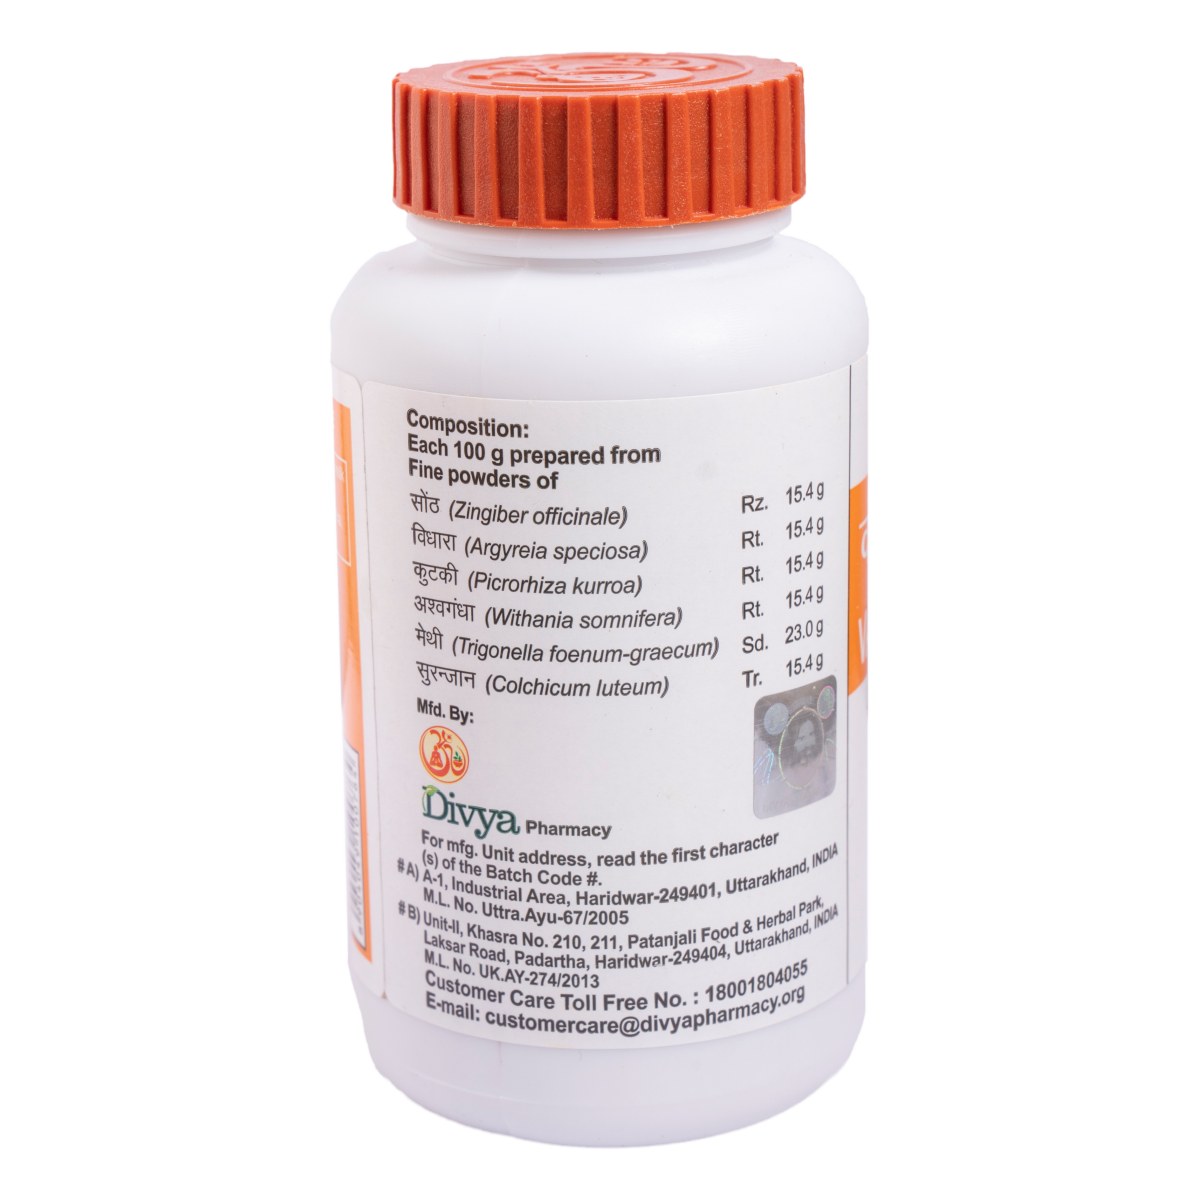 Composition:
Each 100 g prepared from
Fine powders of
सोंठ (Zingiber officinale) Rz. 15.4 g
विधारा (Argyreia speciosa) Rt. 15.4 g
कुटकी (Picrorhiza kurroa) Rt. 15.4 g
अश्वगंधा (Withania somnifera) Rt. 15.4 g
मेथी (Trigonella foenum-graecum) Sd. 23.0 g
सुरन्जान (Colchicum luteum) Tr. 15.4 g
Mfd. By:
Divya Pharmacy
For mfg. Unit address, read the first character
(s) of the Batch Code #.
# A) A-1, Industrial Area, Haridwar-249401, Uttarakhand, INDIA
M.L. No. Uttra.Ayu-67/2005
# B) Unit-II, Khasra No. 210, 211, Patanjali Food & Herbal Park,
Laksar Road, Padartha, Haridwar-249404, Uttarakhand, INDIA
M.L. No. UK.AY-274/2013
Customer Care Toll Free No. : 18001804055
E-mail: customercare@divyapharmacy.org